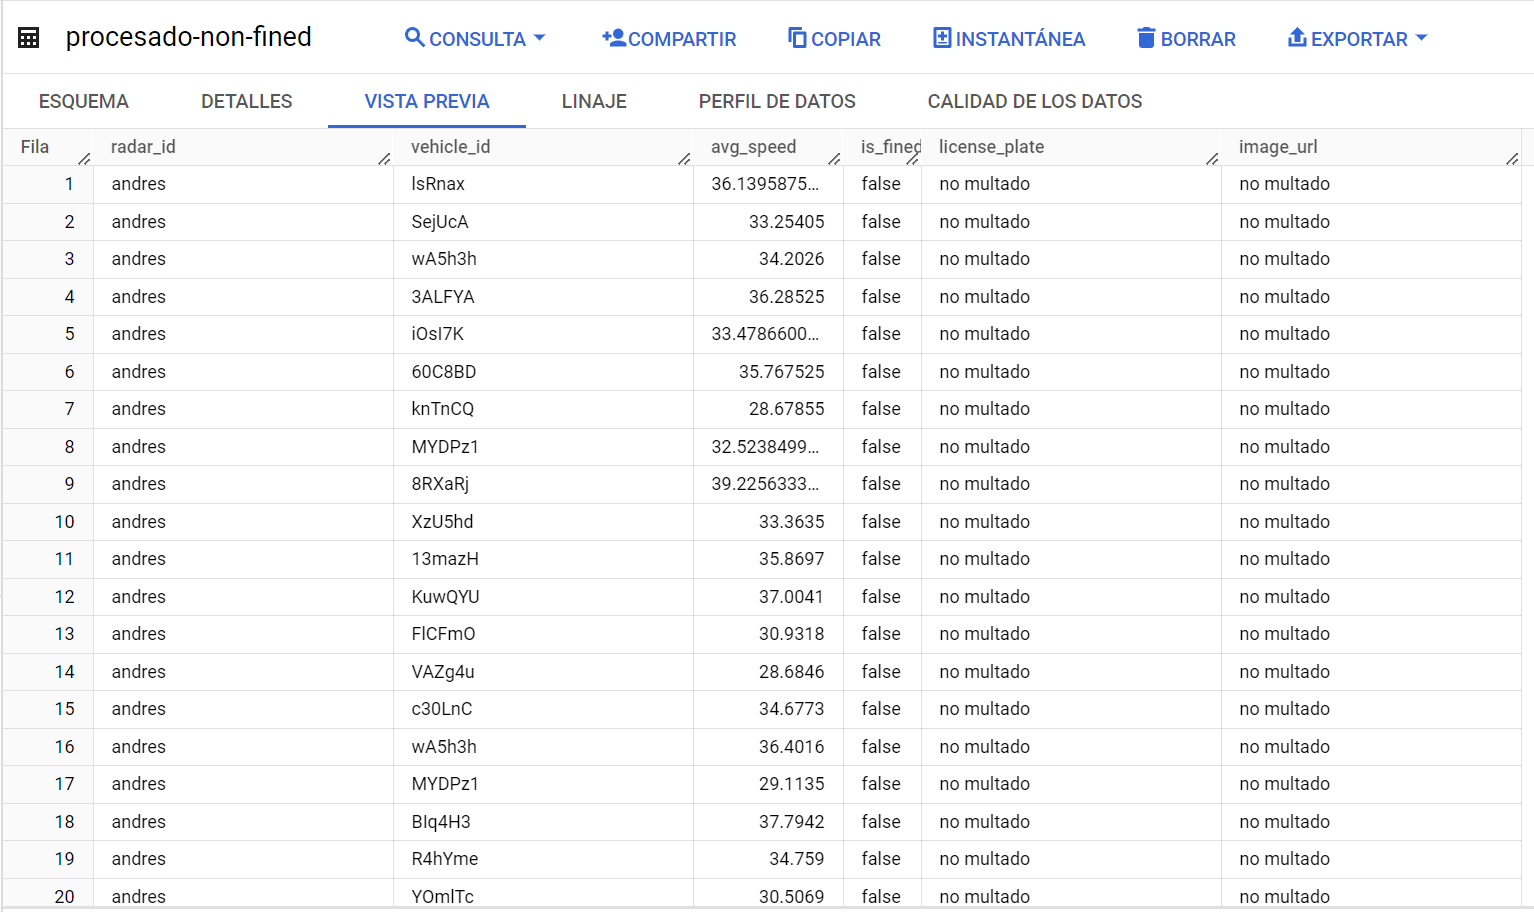 procesado-non-fined CONSULTA COMPARTIR COPIAR INSTANTÁNEA BORRAR EXPORTAR
ESQUEMA DETALLES VISTA PREVIA LINAJE PERFIL DE DATOS CALIDAD DE LOS DATOS
Fila radar_id vehicle_id avg_speed is_fined license_plate image_url
1 andres lsRnax 36.1395875... false no multado no multado
2 andres SejUcA 33.25405 false no multado no multado
3 andres wA5h3h 34.2026 false no multado no multado
4 andres 3ALFYA 36.28525 false no multado no multado
5 andres iOsI7K 33.4786600... false no multado no multado
6 andres 60C8BD 35.767525 false no multado no multado
7 andres knTnCQ 28.67855 false no multado no multado
8 andres MYDPz1 32.5238499... false no multado no multado
9 andres 8RXaRj 39.2256333... false no multado no multado
10 andres XzU5hd 33.3635 false no multado no multado
11 andres 13mazH 35.8697 false no multado no multado
12 andres KuwQYU 37.0041 false no multado no multado
13 andres FlCFmO 30.9318 false no multado no multado
14 andres VAZg4u 28.6846 false no multado no multado
15 andres c30LnC 34.6773 false no multado no multado
16 andres wA5h3h 36.4016 false no multado no multado
17 andres MYDPz1 29.1135 false no multado no multado
18 andres BIq4H3 37.7942 false no multado no multado
19 andres R4hYme 34.759 false no multado no multado
20 andres YOmlTc 30.5069 false no multado no multado